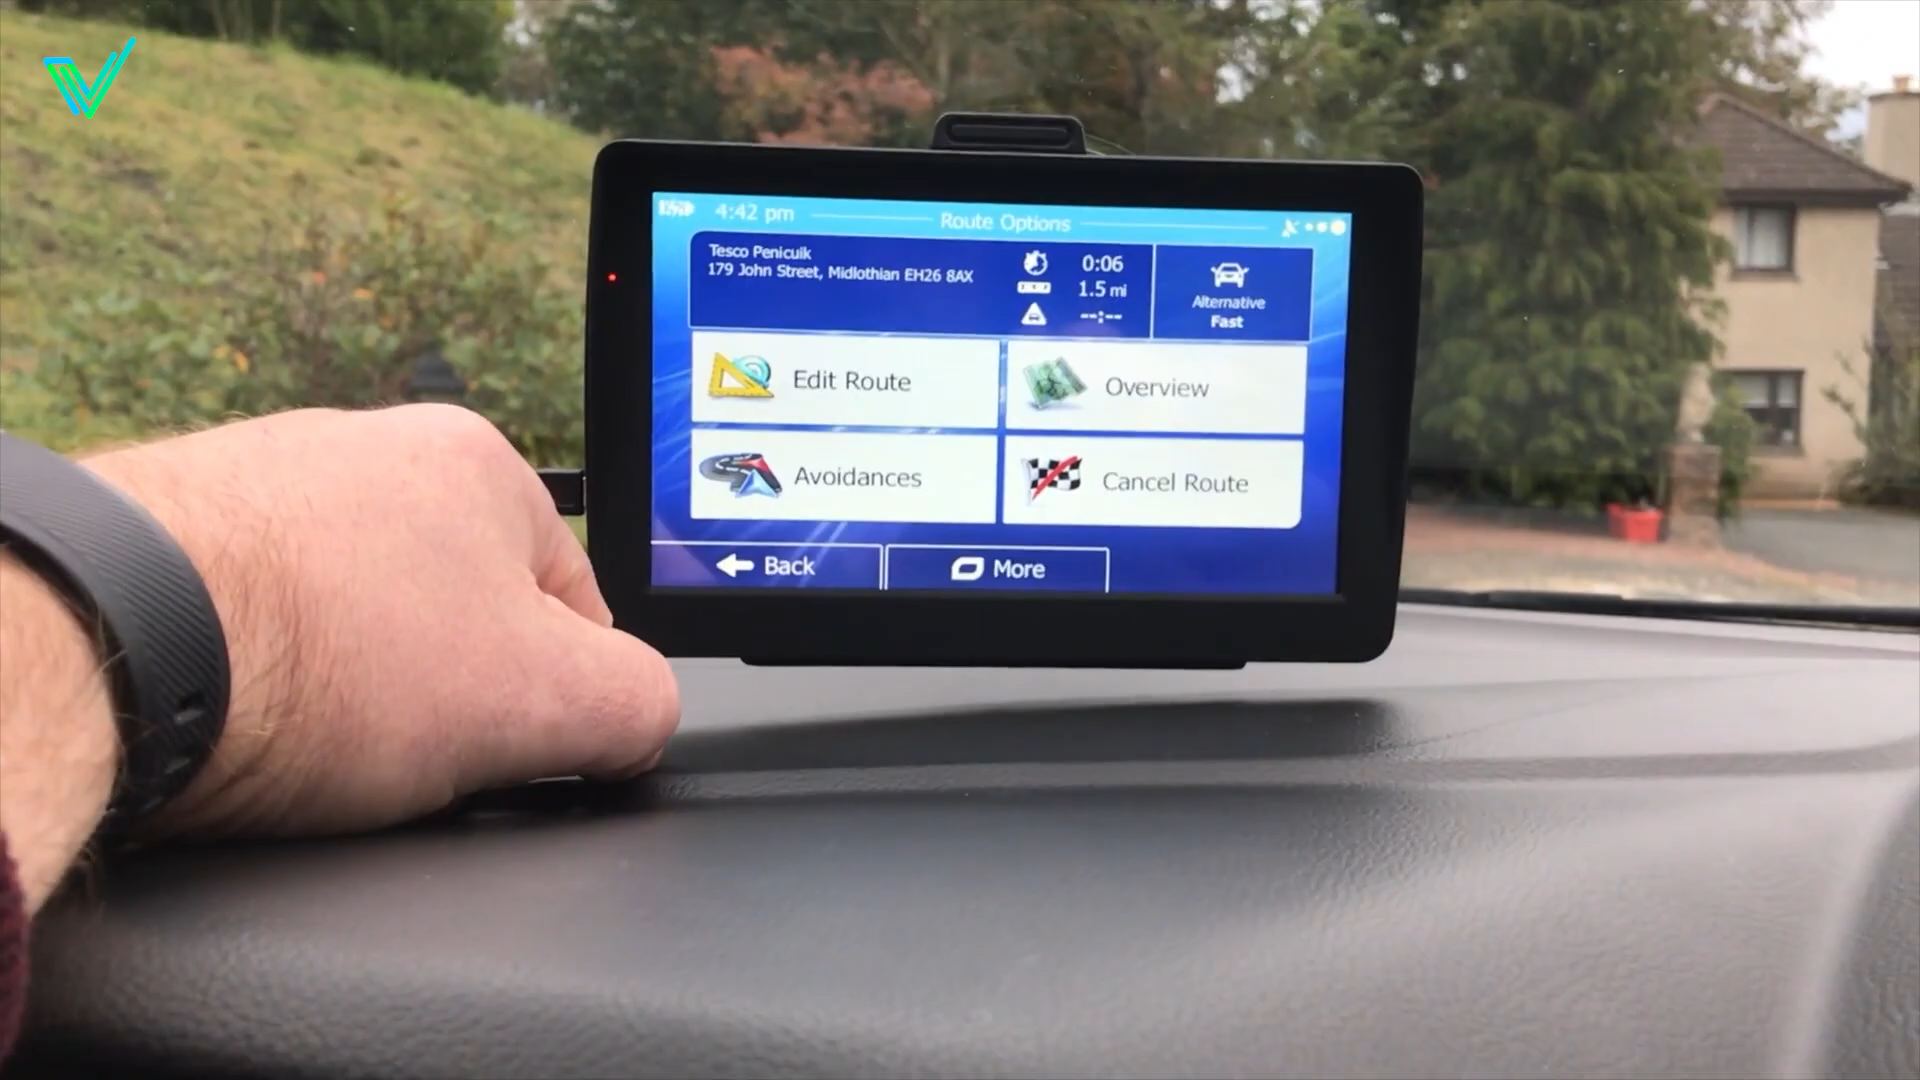 4:42 pm
Route Options
Tesco Penicuik
179 John Street, Midlothian EH26 8AX
0:06
1.5 mi
--:--
Alternative
Fast
Edit Route
Overview
Avoidances
Cancel Route
Back
More